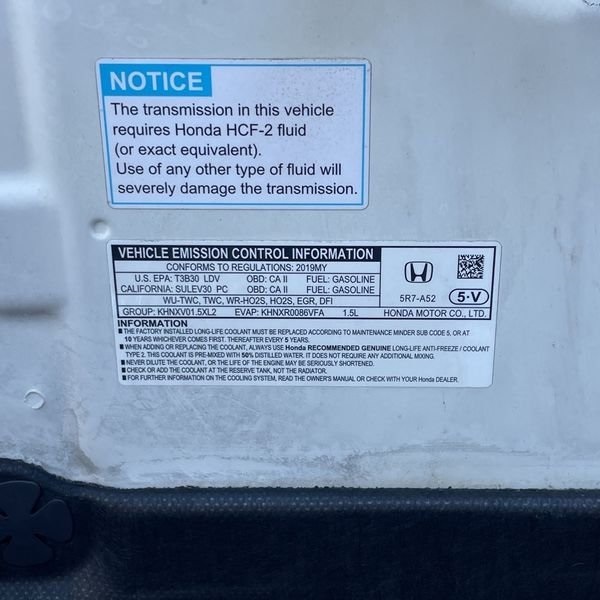 NOTICE
The transmission in this vehicle
requires Honda HCF-2 fluid
(or exact equivalent).
Use of any other type of fluid will
severely damage the transmission.
VEHICLE EMISSION CONTROL INFORMATION
CONFORMS TO REGULATIONS: 2019MY
U.S. EPA: T3B30 LDV OBD: CA II FUEL: GASOLINE
CALIFORNIA: SULEV30 PC OBD: CA II FUEL: GASOLINE
WU-TWC, TWC, WR-HO2S, HO2S, EGR, DFI
GROUP: KHNXV01.5XL2 EVAP: KHNXR0086VFA 1.5L
5R7-A52 5·V
HONDA MOTOR CO., LTD.
INFORMATION
■ THE FACTORY INSTALLED LONG-LIFE COOLANT MUST BE REPLACED ACCORDING TO MAINTENANCE MINDER SUB CODE 5, OR AT
10 YEARS WHICHEVER COMES FIRST. THEREAFTER EVERY 5 YEARS.
■ WHEN ADDING OR REPLACING THE COOLANT, ALWAYS USE Honda RECOMMENDED GENUINE LONG-LIFE ANTI-FREEZE / COOLANT
TYPE 2. THIS COOLANT IS PRE-MIXED WITH 50% DISTILLED WATER. IT DOES NOT REQUIRE ANY ADDITIONAL MIXING.
■ NEVER DILUTE THE COOLANT, OR THE LIFE OF THE ENGINE MAY BE SERIOUSLY SHORTENED.
■ CHECK OR ADD THE COOLANT AT THE RESERVE TANK, NOT THE RADIATOR.
■ FOR FURTHER INFORMATION ON THE COOLING SYSTEM, READ THE OWNER'S MANUAL OR CHECK WITH YOUR Honda DEALER.